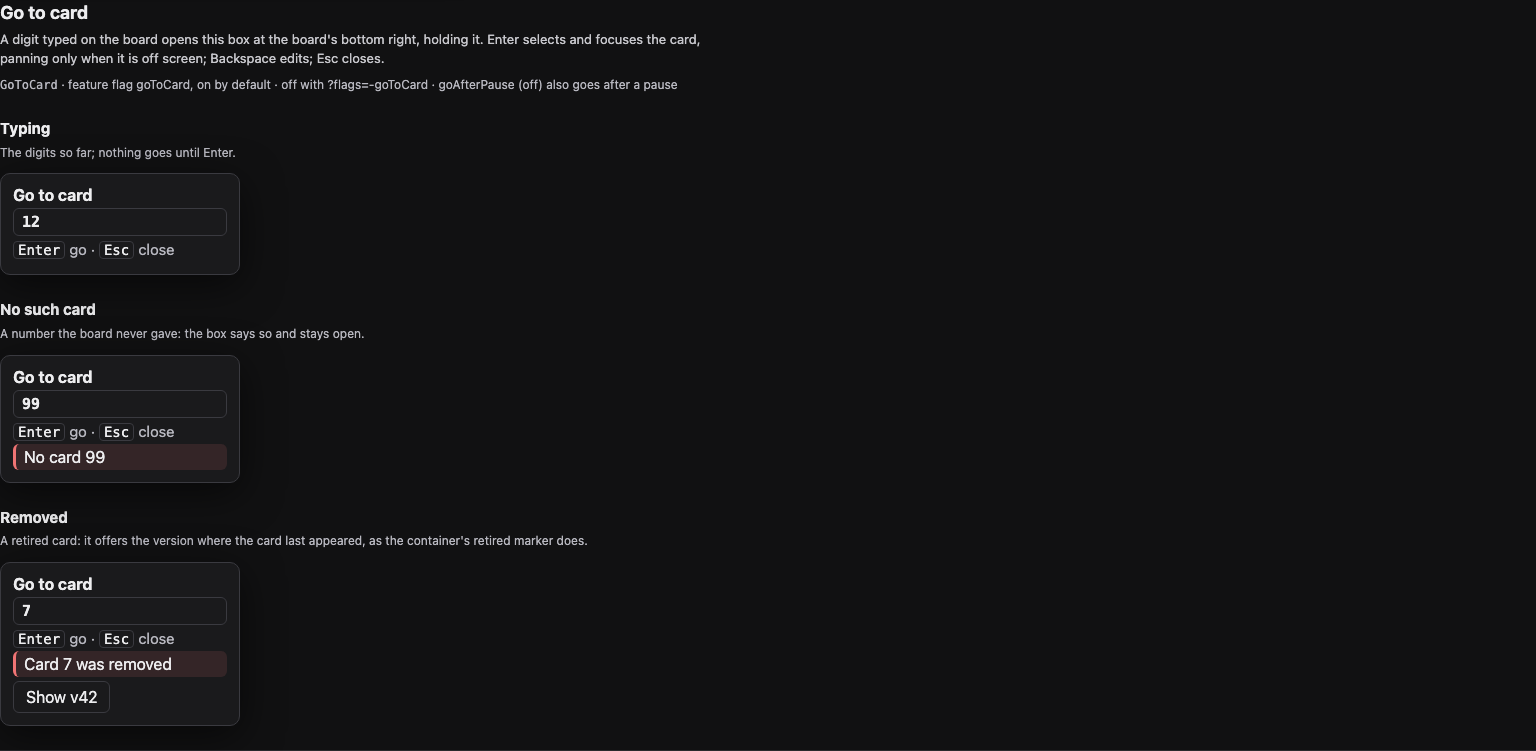 Go to card
A digit typed on the board opens this box at the board's bottom right, holding it. Enter selects and focuses the card,
panning only when it is off screen; Backspace edits; Esc closes.
GoToCard · feature flag goToCard, on by default · off with ?flags=-goToCard · goAfterPause (off) also goes after a pause
Typing
The digits so far; nothing goes until Enter.
Go to card
12
Enter go · Esc close
No such card
A number the board never gave: the box says so and stays open.
Go to card
99
Enter go · Esc close
No card 99
Removed
A retired card: it offers the version where the card last appeared, as the container's retired marker does.
Go to card
7
Enter go · Esc close
Card 7 was removed
Show v42